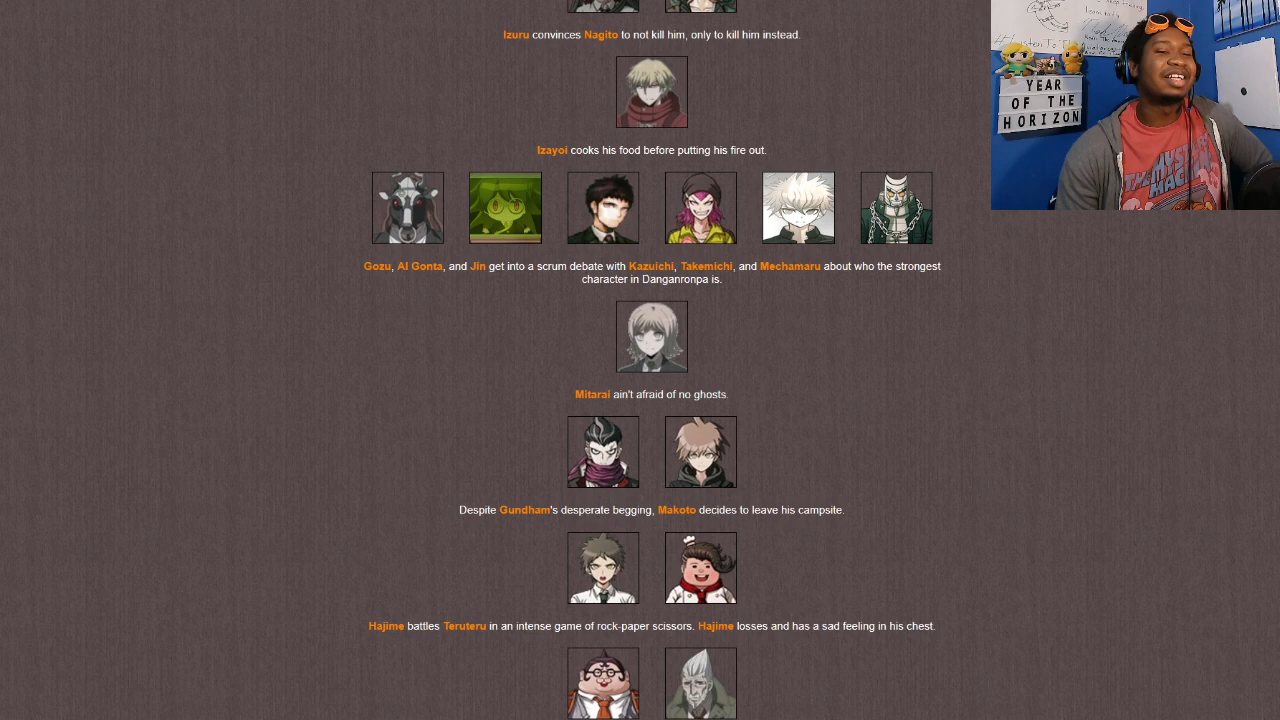 Izuru convinces Nagito to not kill him, only to kill him instead.
YEAR
OF THE
HORIZON
THE MYSTERY
MACHINE
Izayoi cooks his food before putting his fire out.
Gozu, Al Gonta, and Jin get into a scrum debate with Kazuichi, Takemichi, and Mechamaru about who the strongest
character in Danganronpa is.
Mitarai ain't afraid of no ghosts.
Despite Gundham's desperate begging, Makoto decides to leave his campsite.
Hajime battles Teruteru in an intense game of rock-paper scissors. Hajime losses and has a sad feeling in his chest.